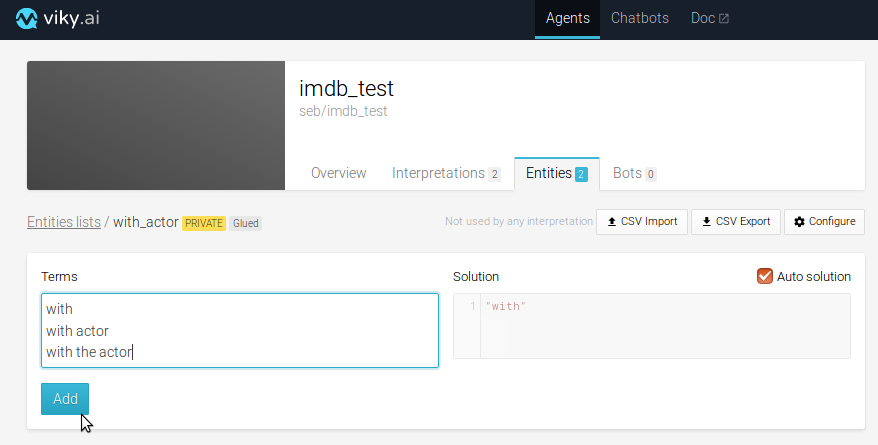 viky.ai Agents Chatbots Doc
imdb_test
seb/imdb_test
Overview Interpretations 2 Entities 2 Bots 0
Entities lists / with_actor PRIVATE Glued Not used by any interpretation CSV Import CSV Export Configure
Terms Solution Auto solution
with 1 "with"
with actor
with the actor
Add